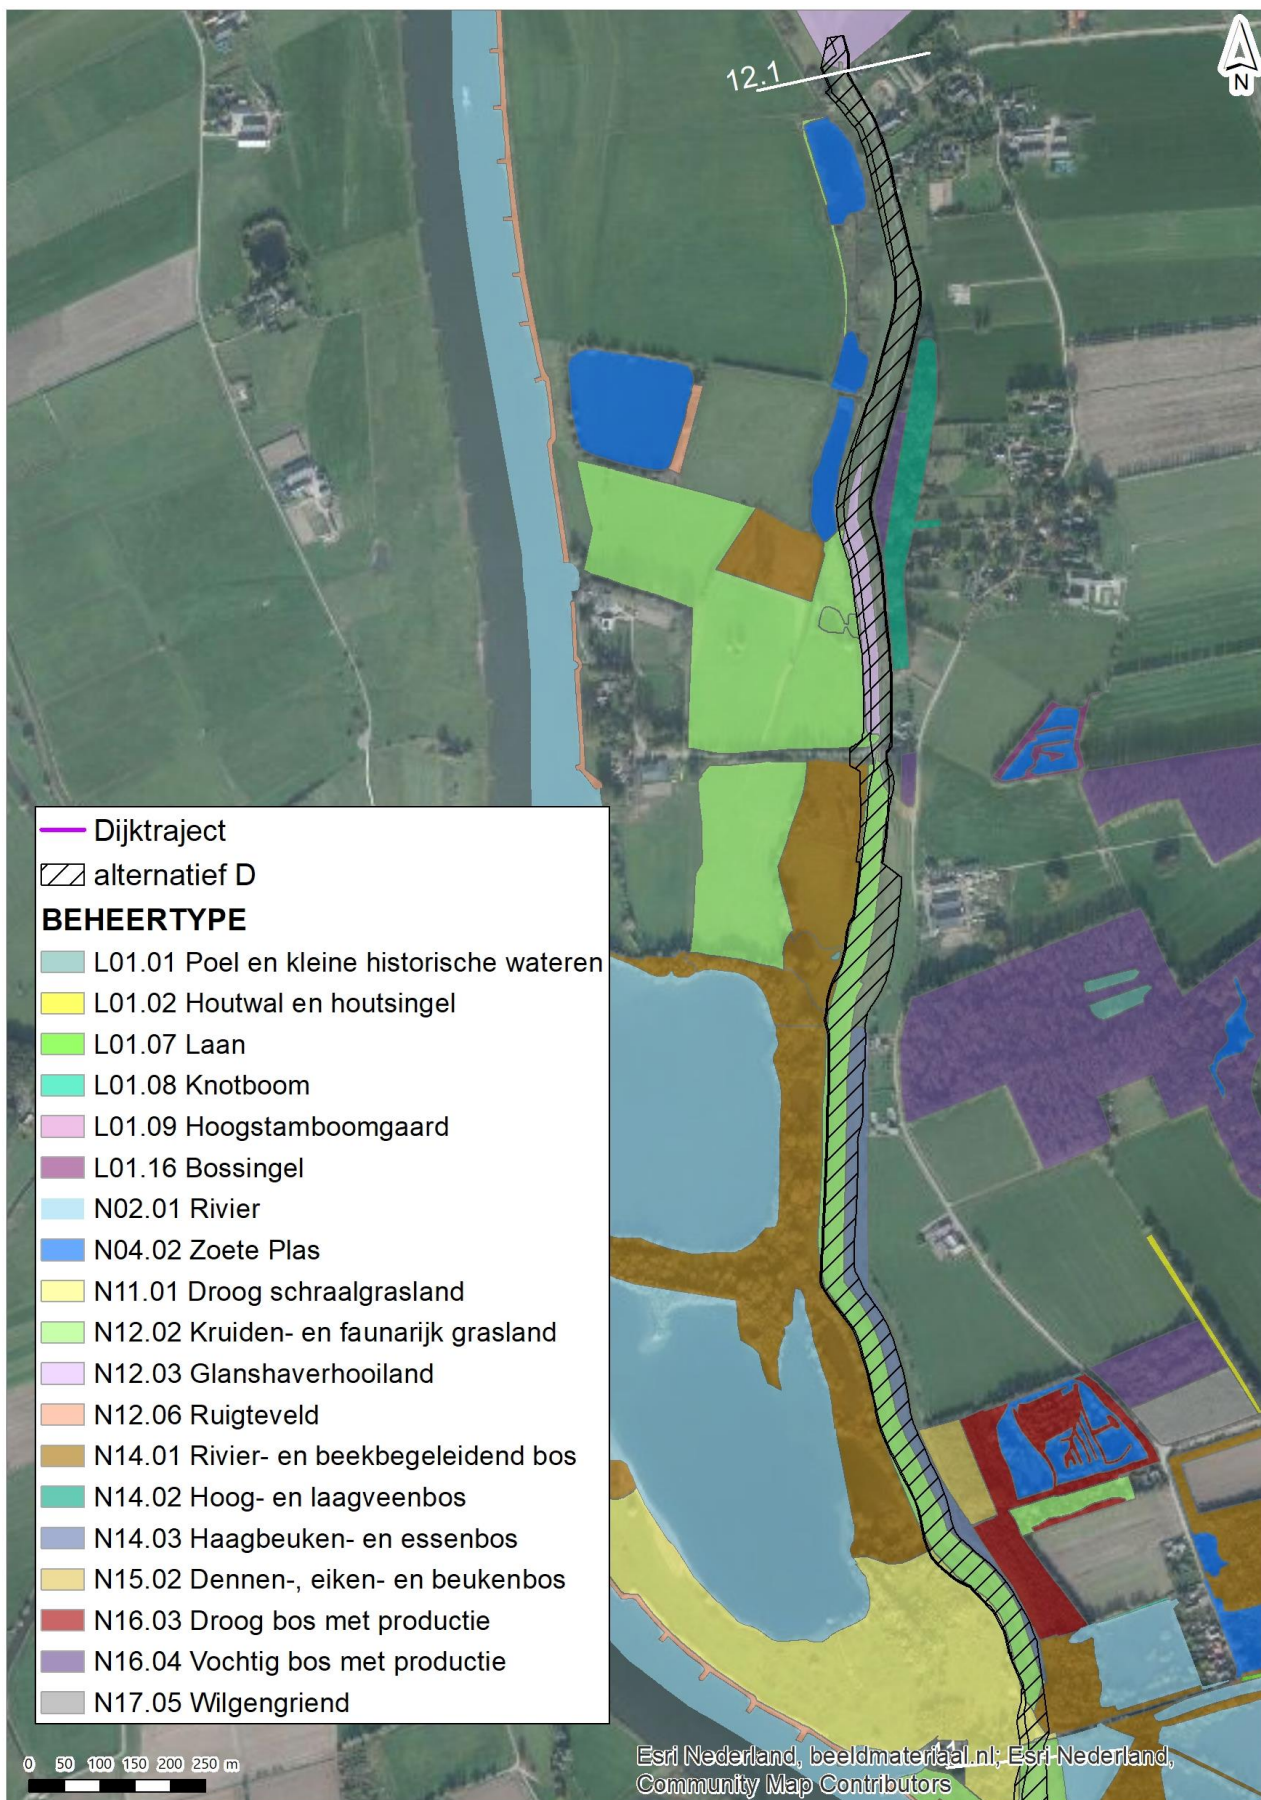 12.1
N
Dijktraject
alternatief D
BEHEERTYPE
L01.01 Poel en kleine historische wateren
L01.02 Houtwal en houtsingel
L01.07 Laan
L01.08 Knotboom
L01.09 Hoogstamboomgaard
L01.16 Bossingel
N02.01 Rivier
N04.02 Zoete Plas
N11.01 Droog schraalgrasland
N12.02 Kruiden- en faunarijk grasland
N12.03 Glanshaverhooiland
N12.06 Ruigteveld
N14.01 Rivier- en beekbegeleidend bos
N14.02 Hoog- en laagveenbos
N14.03 Haagbeuken- en essenbos
N15.02 Dennen-, eiken- en beukenbos
N16.03 Droog bos met productie
N16.04 Vochtig bos met productie
N17.05 Wilgengriend
0 50 100 150 200 250 m
Esri Nederland, beeldmateriaal.nl; Esri Nederland,
Community Map Contributors